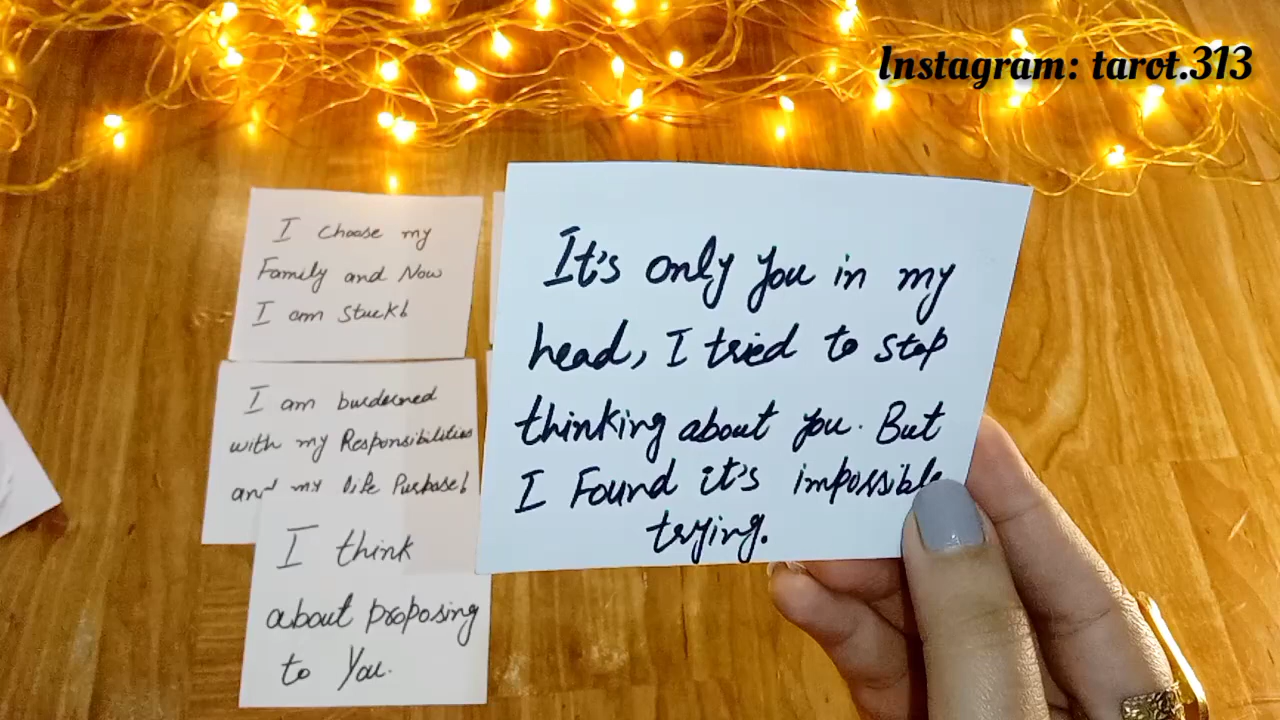 Instagram: tarot.313
I choose my
Family and Now
I am stuck!
I am burdened
with my Responsibilities
and my life Purpose!
I think
about proposing
to You.
It's only you in my
head, I tried to stop
thinking about you. But
I Found it's impossible
trying.